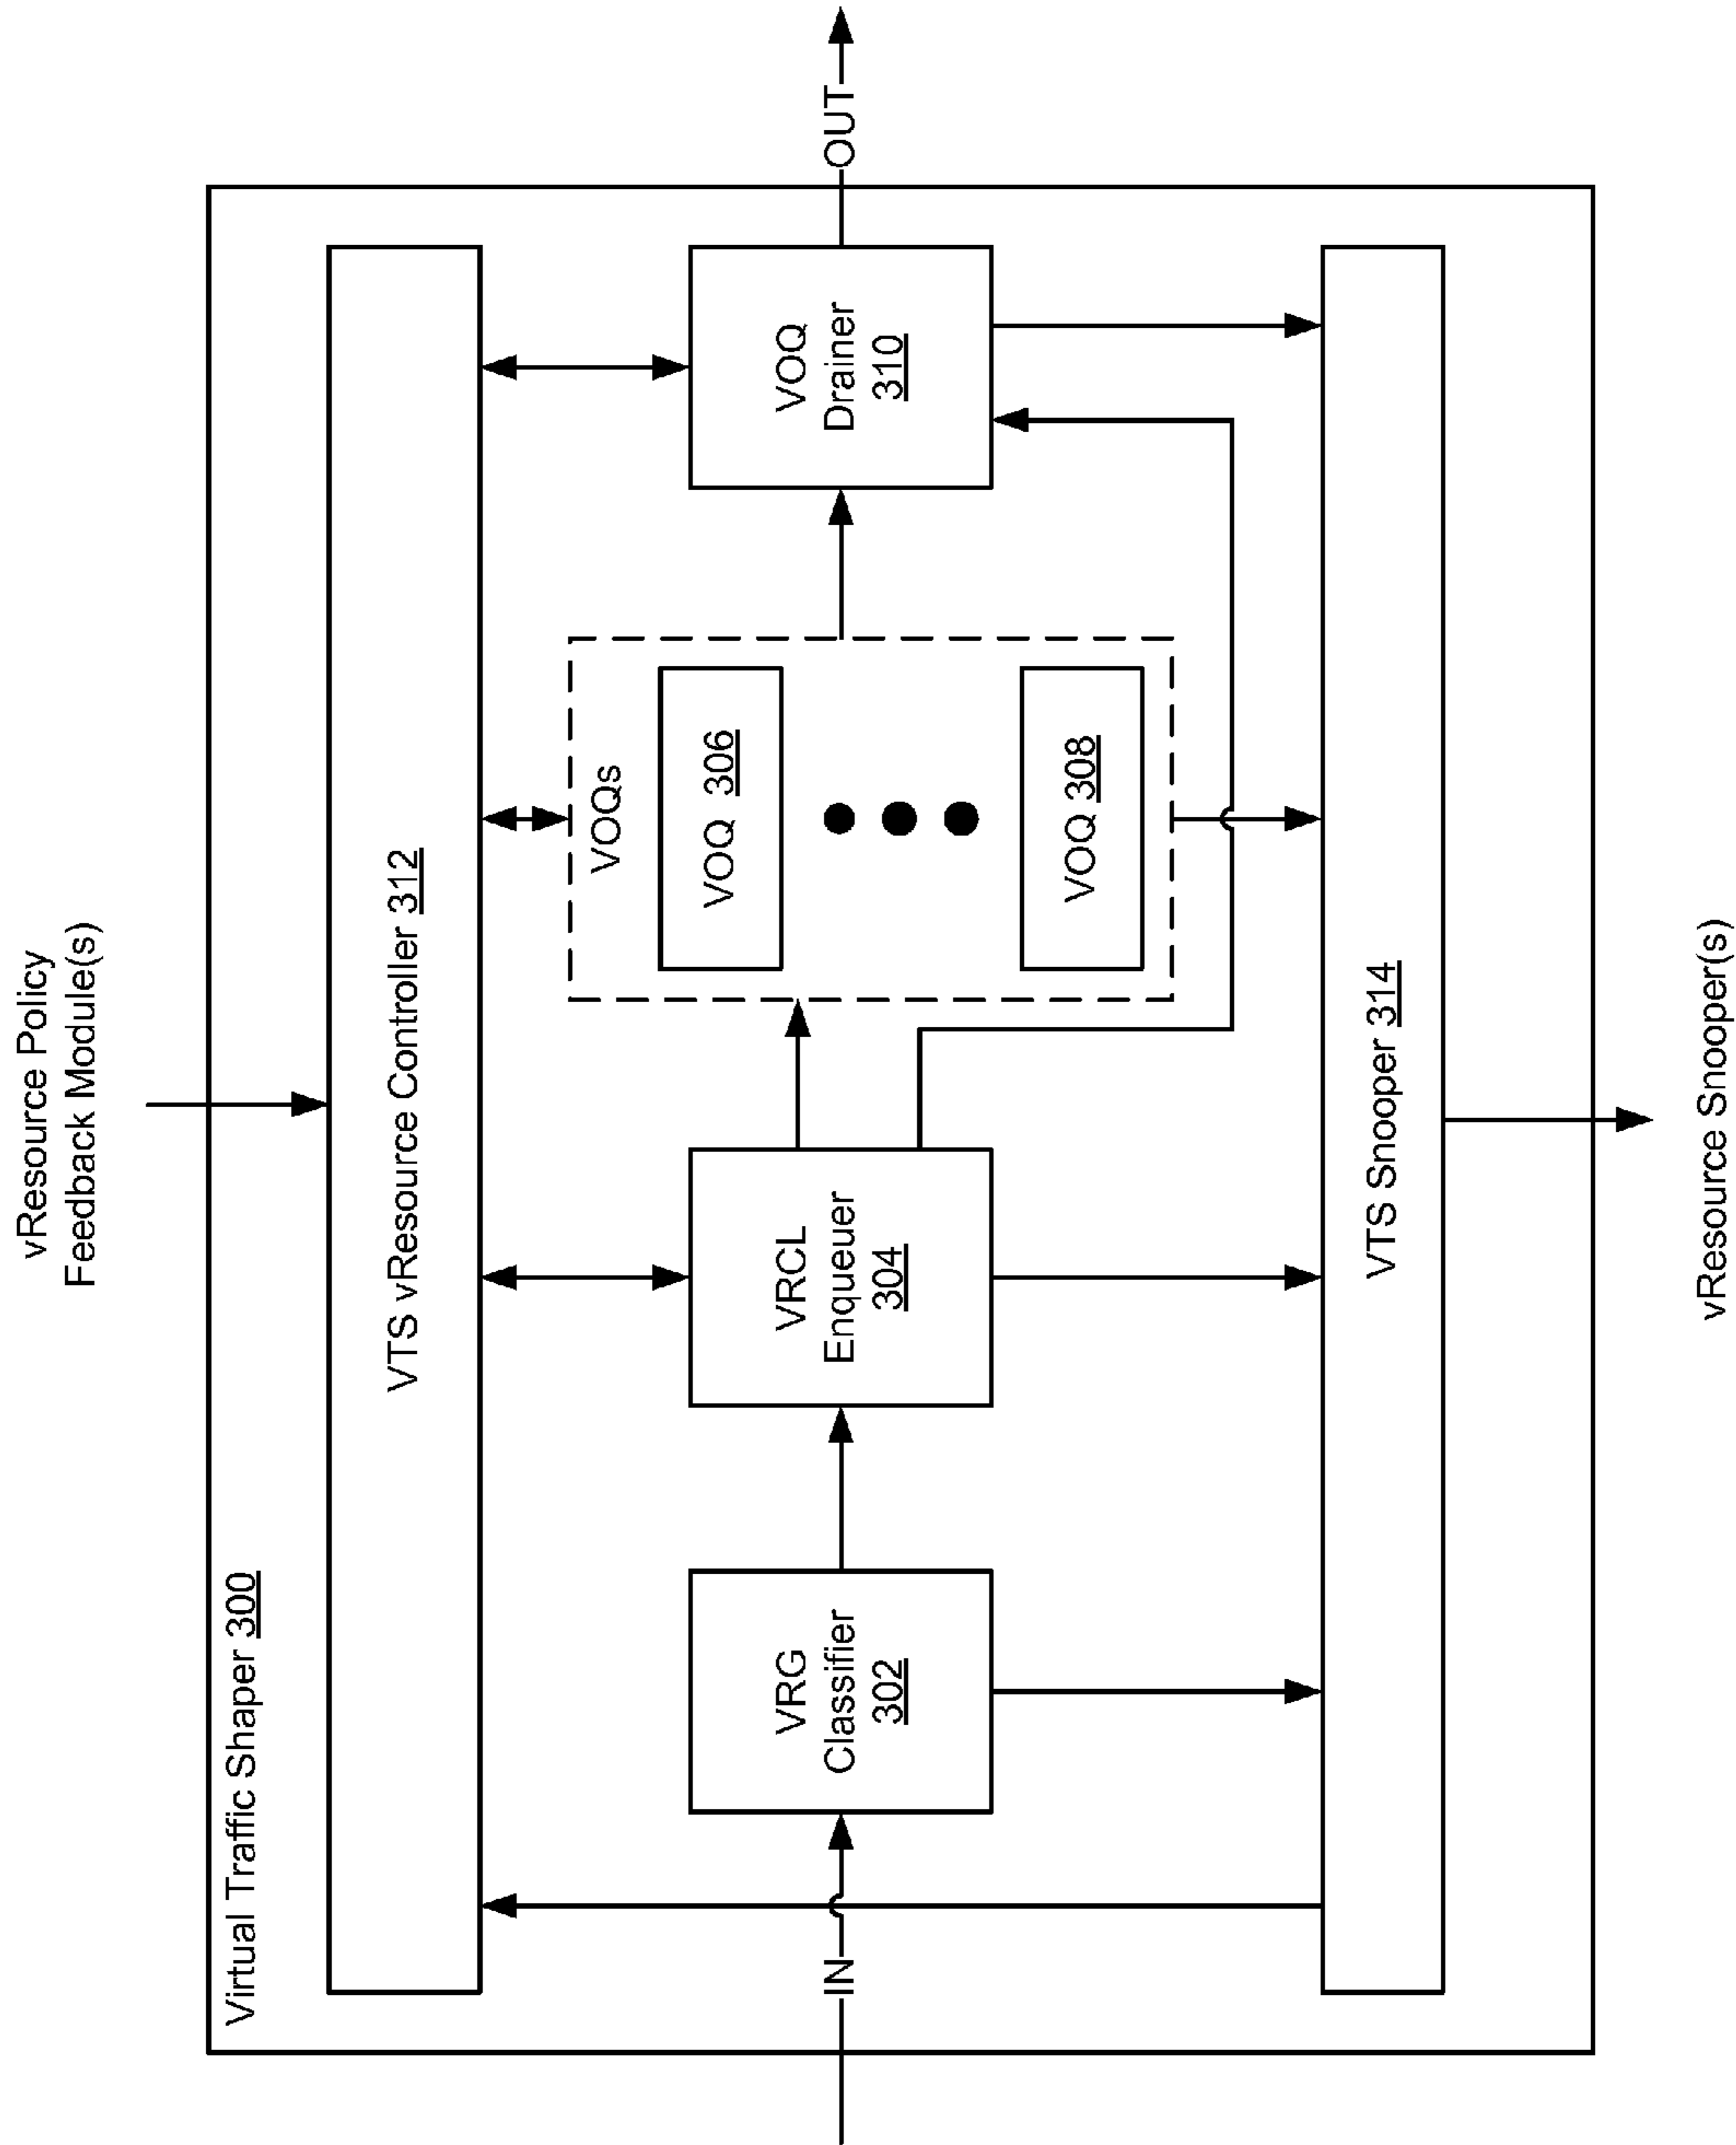 vResource Policy
Feedback Module(s)
Virtual Traffic Shaper 300
VTS vResource Controller 312
IN
VRG
Classifier
302
VRCL
Enqueuer
304
VOQs
VOQ 306
VOQ 308
VOQ
Drainer
310
OUT
VTS Snooper 314
vResource Snooper(s)